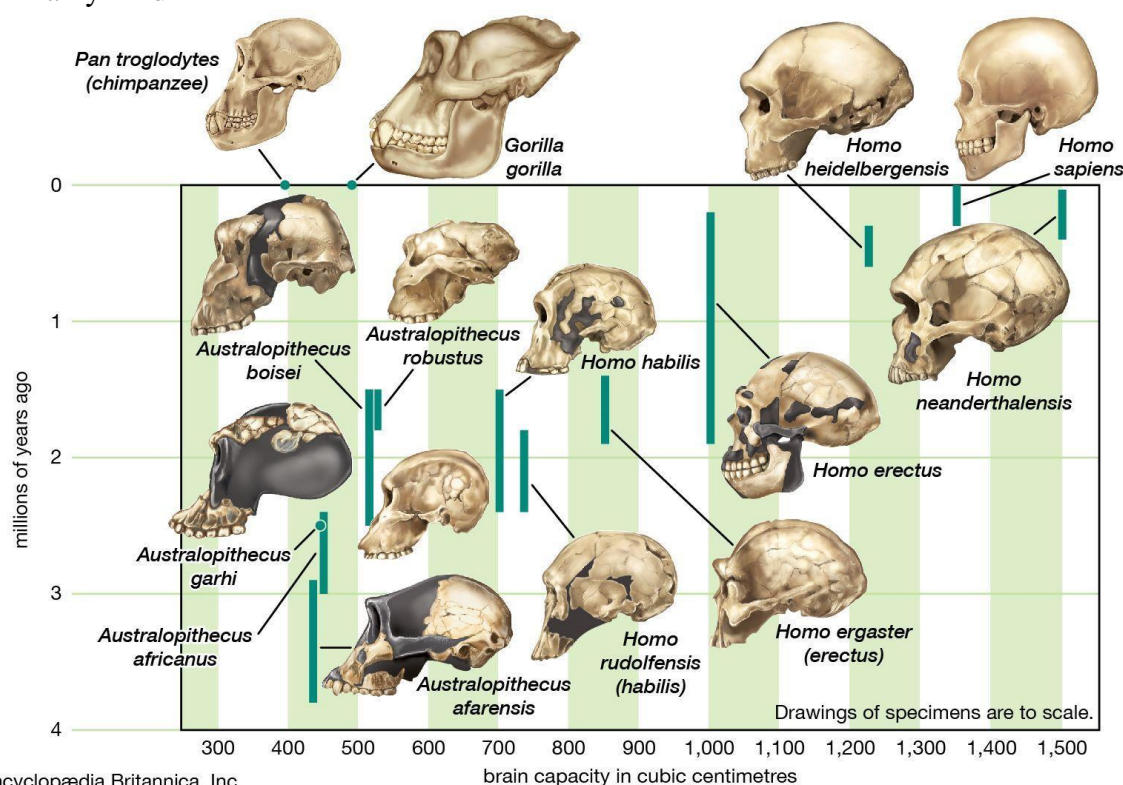 Pan troglodytes
(chimpanzee)
Gorilla
gorilla
Homo
heidelbergensis
Homo
sapiens
0
Australopithecus
boisei
Australopithecus
robustus
Homo habilis
Homo
neanderthalensis
1
millions of years ago
2
Homo erectus
Australopithecus
garhi
3
Australopithecus
africanus
Australopithecus
afarensis
Homo
rudolfensis
(habilis)
Homo ergaster
(erectus)
Drawings of specimens are to scale.
4
300 400 500 600 700 800 900 1,000 1,100 1,200 1,300 1,400 1,500
brain capacity in cubic centimetres
ncyclopædia Britannica, Inc.